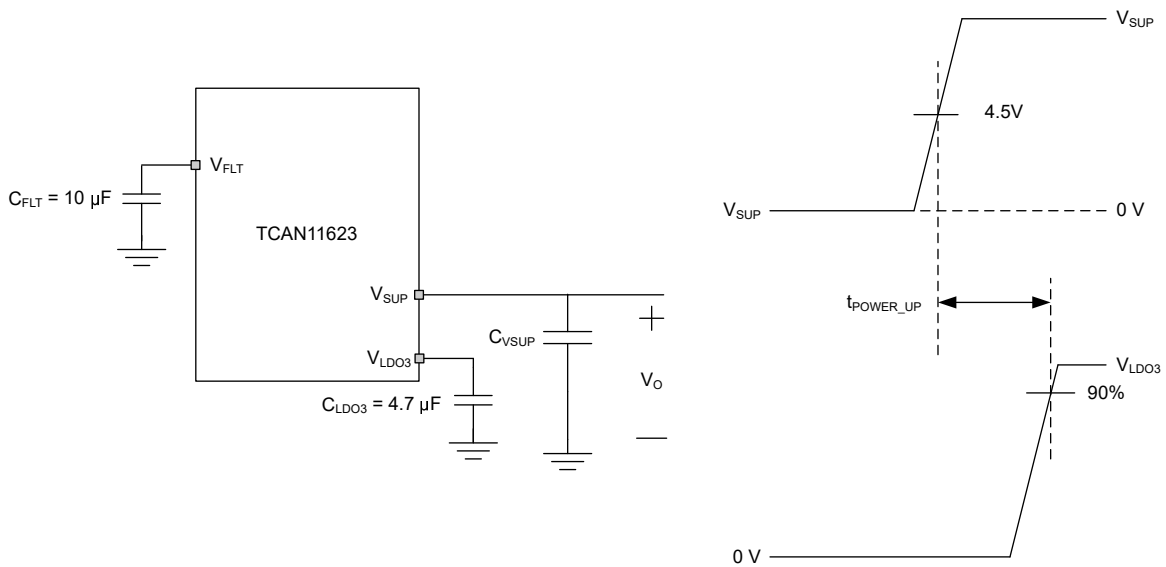 V_FLT
C_FLT = 10 µF
TCAN11623
V_SUP
C_VSUP
V_LDO3
C_LDO3 = 4.7 µF
+
V_O
—
V_SUP
4.5V
V_SUP
0 V
t_POWER_UP
V_LDO3
90%
0 V